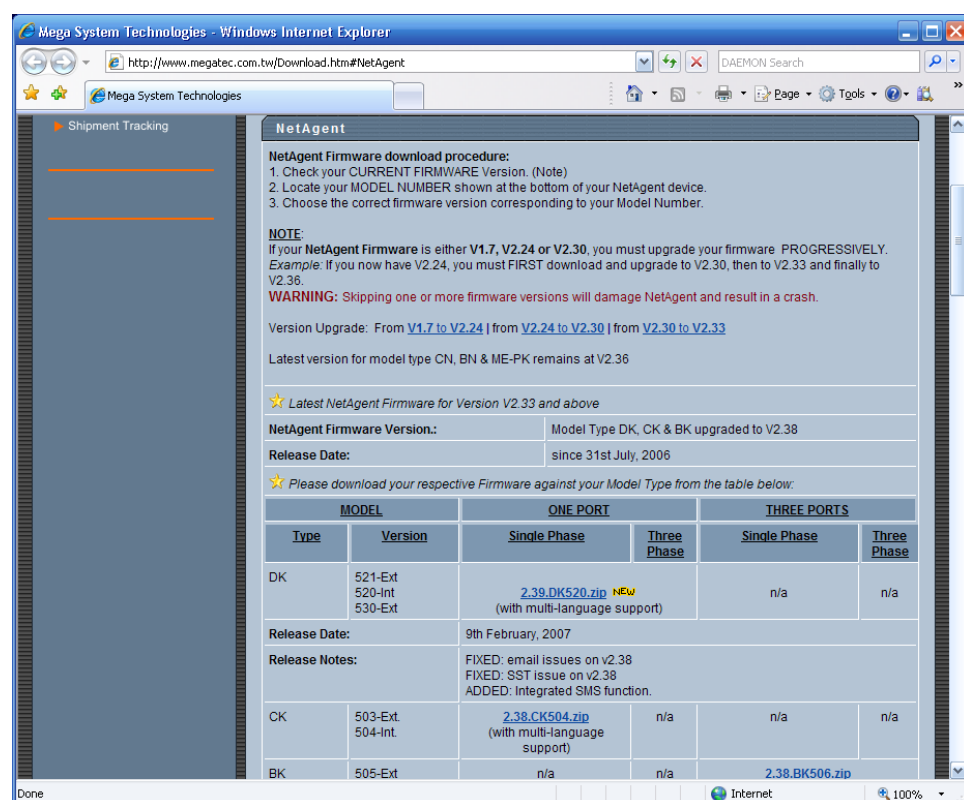 Mega System Technologies - Windows Internet Explorer
http://www.megatec.com.tw/Download.htm#NetAgent
DAEMON Search
Mega System Technologies
Page
Tools
»
Shipment Tracking
NetAgent
NetAgent Firmware download procedure:
1. Check your CURRENT FIRMWARE Version. (Note)
2. Locate your MODEL NUMBER shown at the bottom of your NetAgent device.
3. Choose the correct firmware version corresponding to your Model Number.
NOTE:
If your NetAgent Firmware is either V1.7, V2.24 or V2.30, you must upgrade your firmware PROGRESSIVELY.
Example: If you now have V2.24, you must FIRST download and upgrade to V2.30, then to V2.33 and finally to
V2.36.
WARNING: Skipping one or more firmware versions will damage NetAgent and result in a crash.
Version Upgrade: From V1.7 to V2.24 | from V2.24 to V2.30 | from V2.30 to V2.33
Latest version for model type CN, BN & ME-PK remains at V2.36
Latest NetAgent Firmware for Version V2.33 and above
NetAgent Firmware Version.: Model Type DK, CK & BK upgraded to V2.38
Release Date: since 31st July, 2006
Please download your respective Firmware against your Model Type from the table below:
MODEL ONE PORT THREE PORTS
Type Version Single Phase Three Phase Single Phase Three Phase
DK 521-Ext
520-Int 2.39.DK520.zip NEW n/a n/a
530-Ext (with multi-language support)
Release Date: 9th February, 2007
Release Notes: FIXED: email issues on v2.38
FIXED: SST issue on v2.38
ADDED: Integrated SMS function.
CK 503-Ext. 2.38.CK504.zip n/a n/a n/a
504-Int. (with multi-language
support)
BK 505-Ext n/a n/a 2.38.BK506.zip
Done Internet 100%